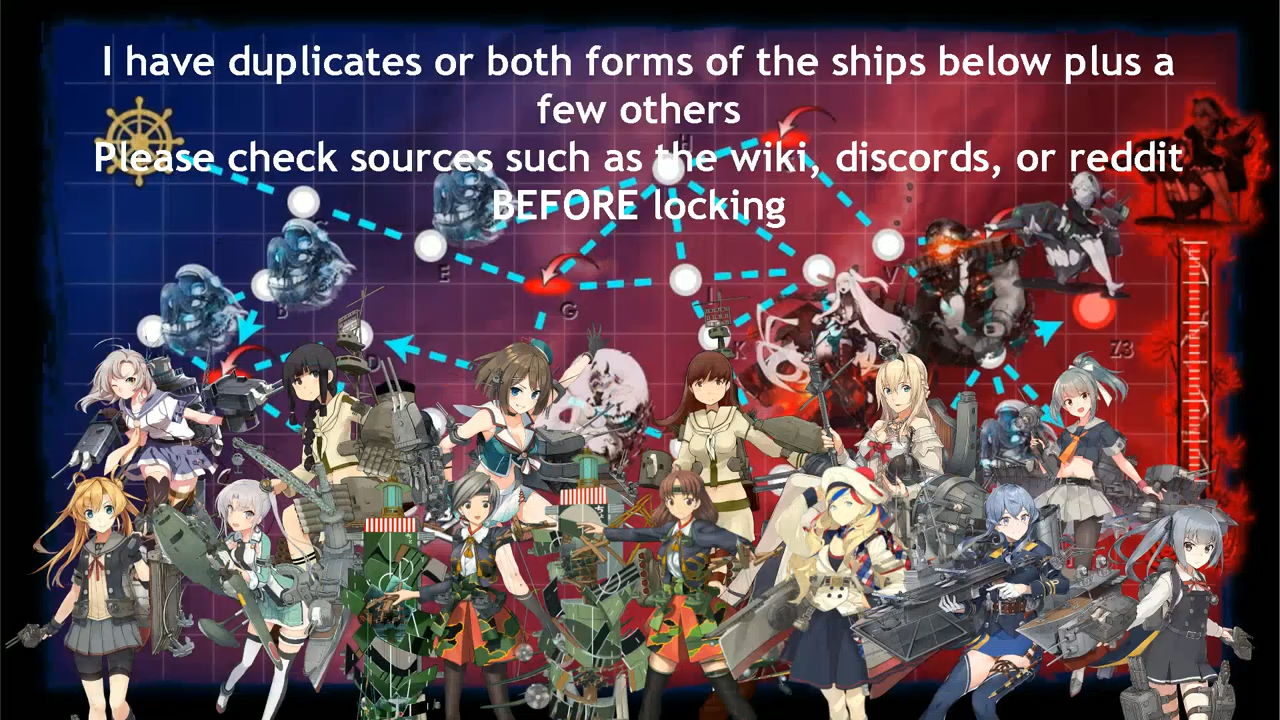 I have duplicates or both forms of the ships below plus a
few others
Please check sources such as the wiki, discords, or reddit
BEFORE locking
H
E
G
I
B
D
K
V
Z3